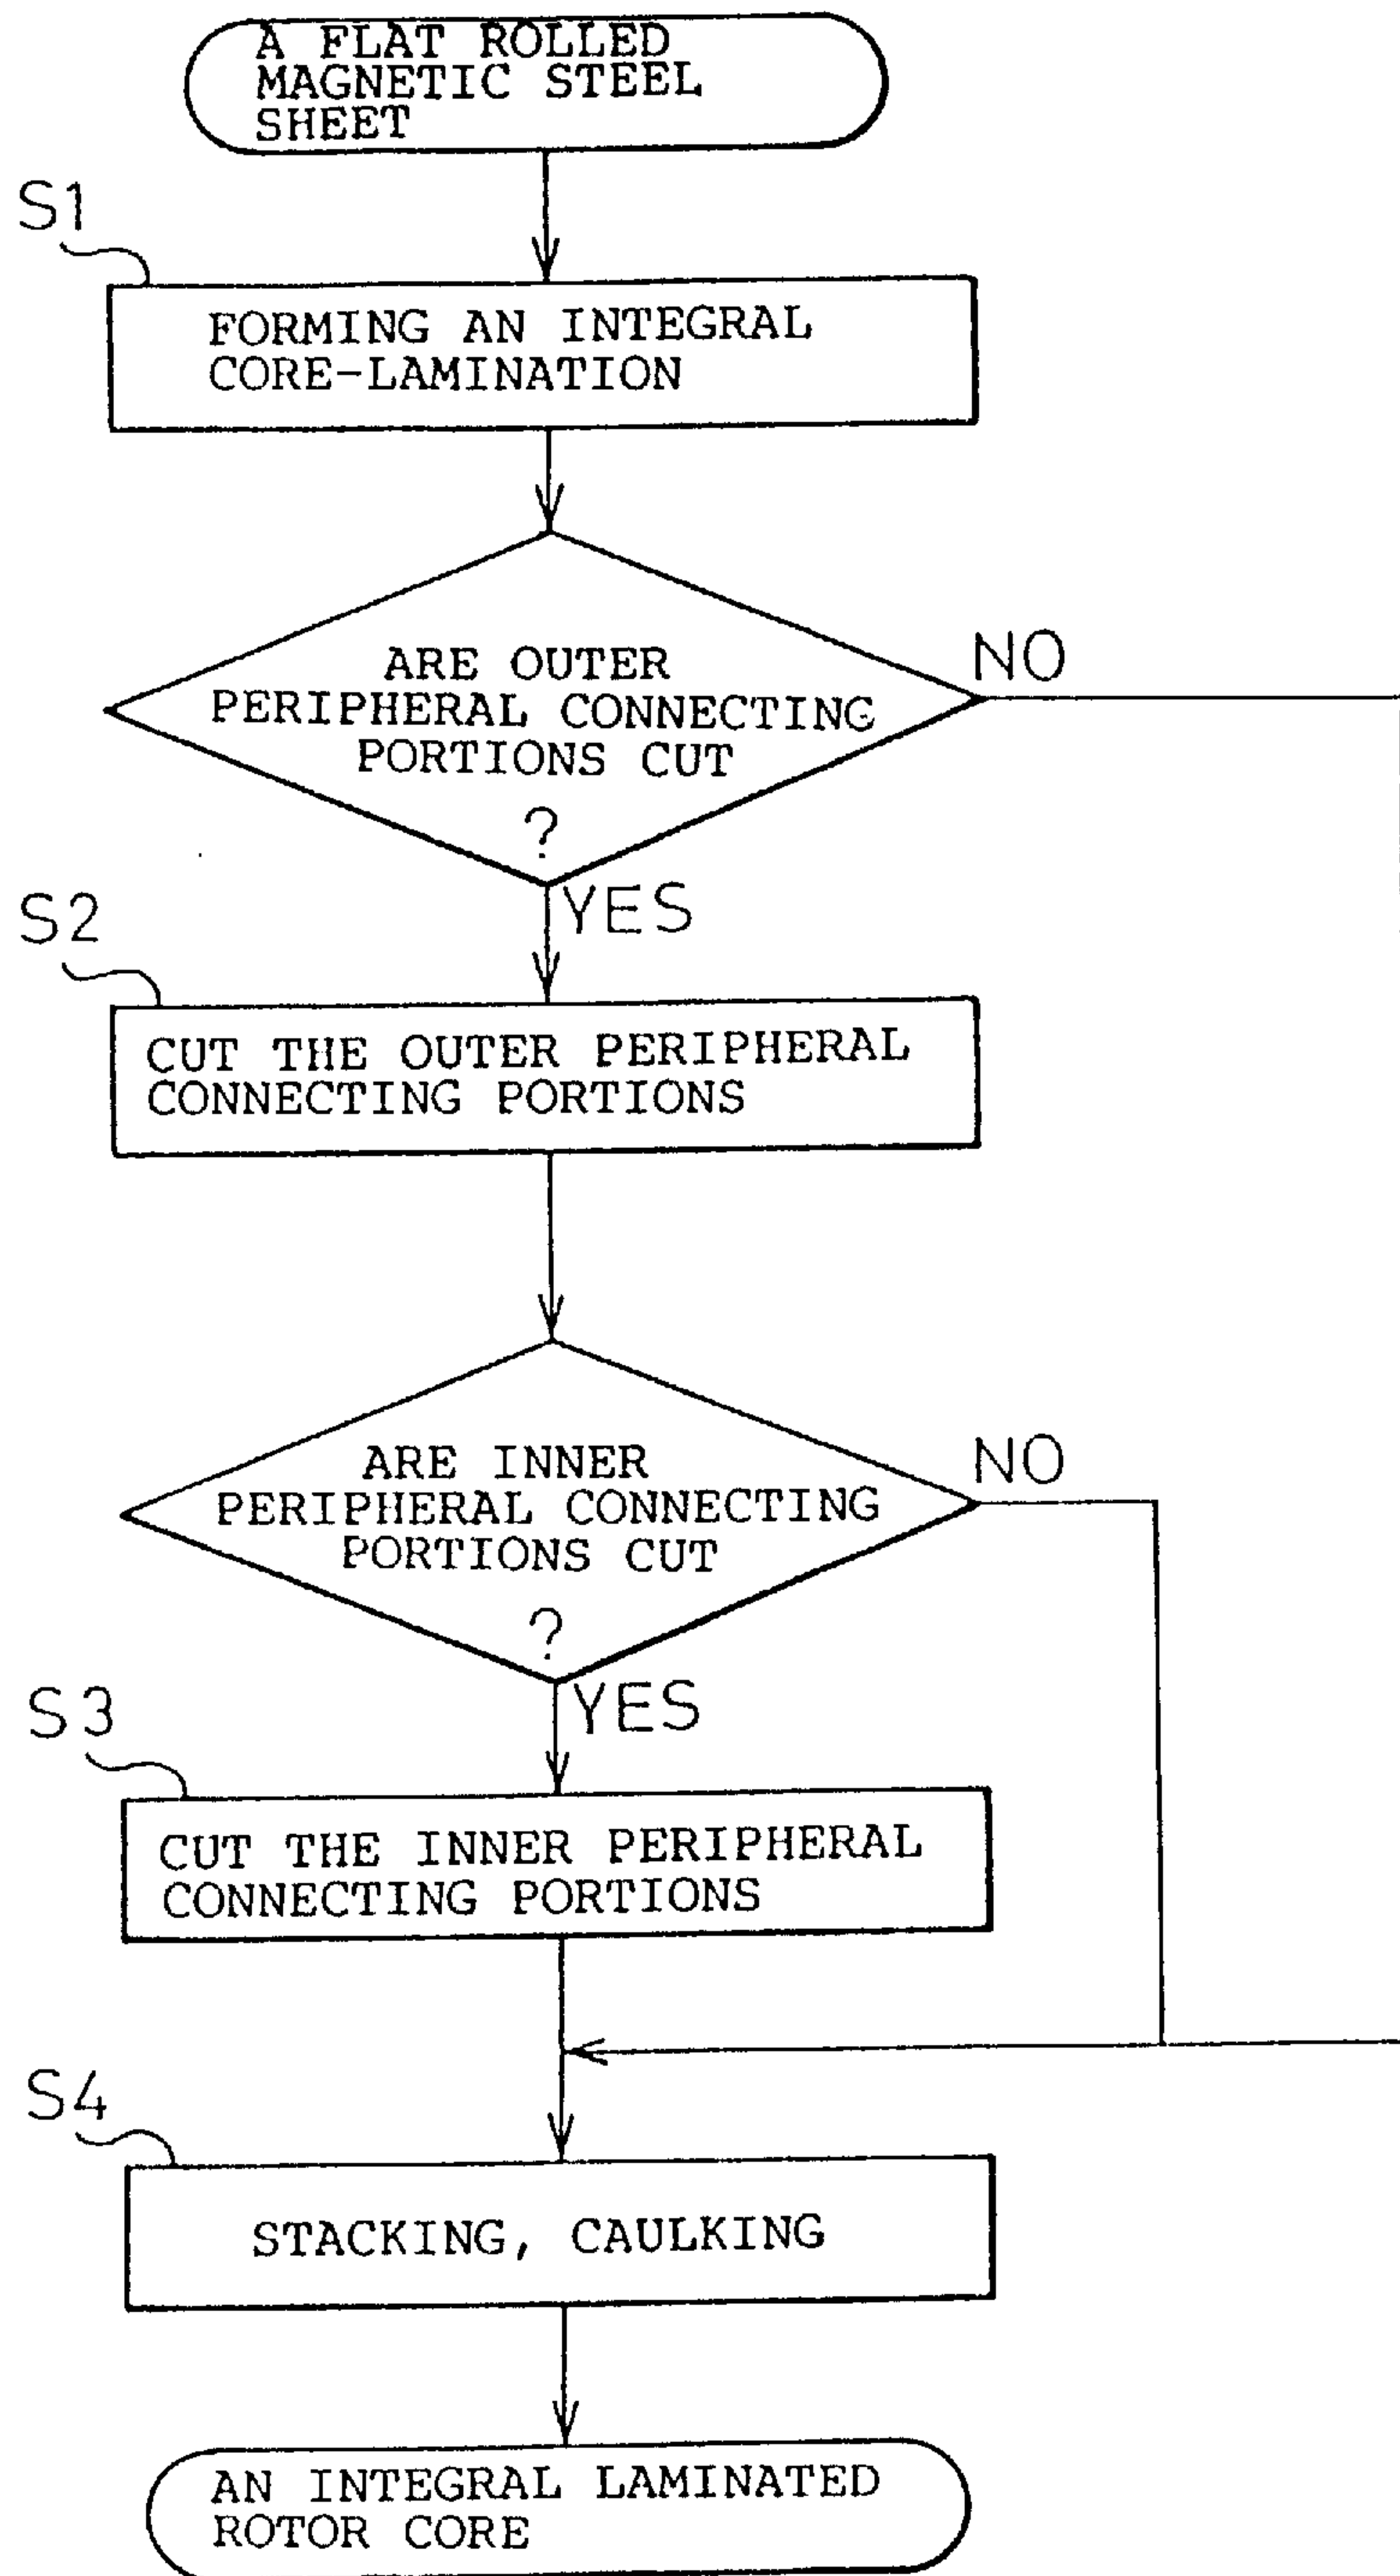 A FLAT ROLLED
MAGNETIC STEEL
SHEET
S1
FORMING AN INTEGRAL
CORE-LAMINATION
ARE OUTER
PERIPHERAL CONNECTING
PORTIONS CUT
?
NO
YES
S2
CUT THE OUTER PERIPHERAL
CONNECTING PORTIONS
ARE INNER
PERIPHERAL CONNECTING
PORTIONS CUT
?
NO
YES
S3
CUT THE INNER PERIPHERAL
CONNECTING PORTIONS
S4
STACKING, CAULKING
AN INTEGRAL LAMINATED
ROTOR CORE